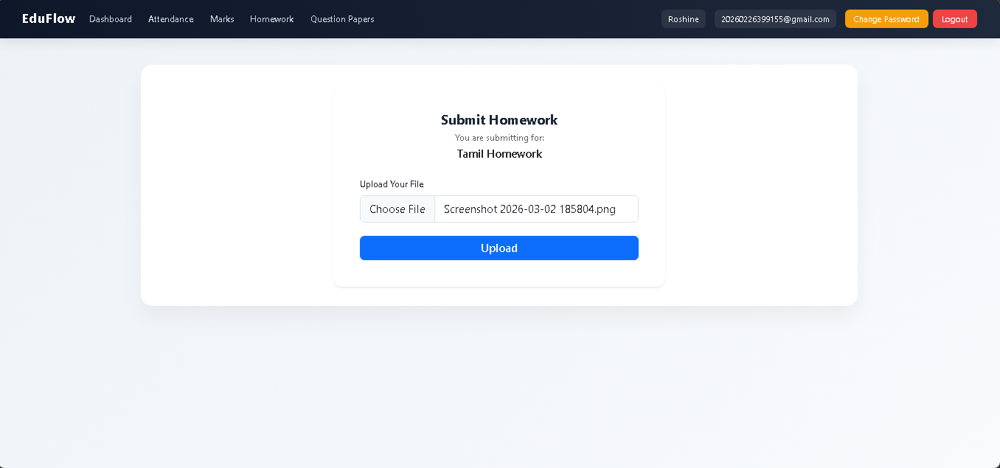 EduFlow Dashboard Attendance Marks Homework Question Papers Roshine 20260226399155@gmail.com Change Password Logout
Submit Homework
You are submitting for:
Tamil Homework
Upload Your File
Choose File Screenshot 2026-03-02 185804.png
Upload